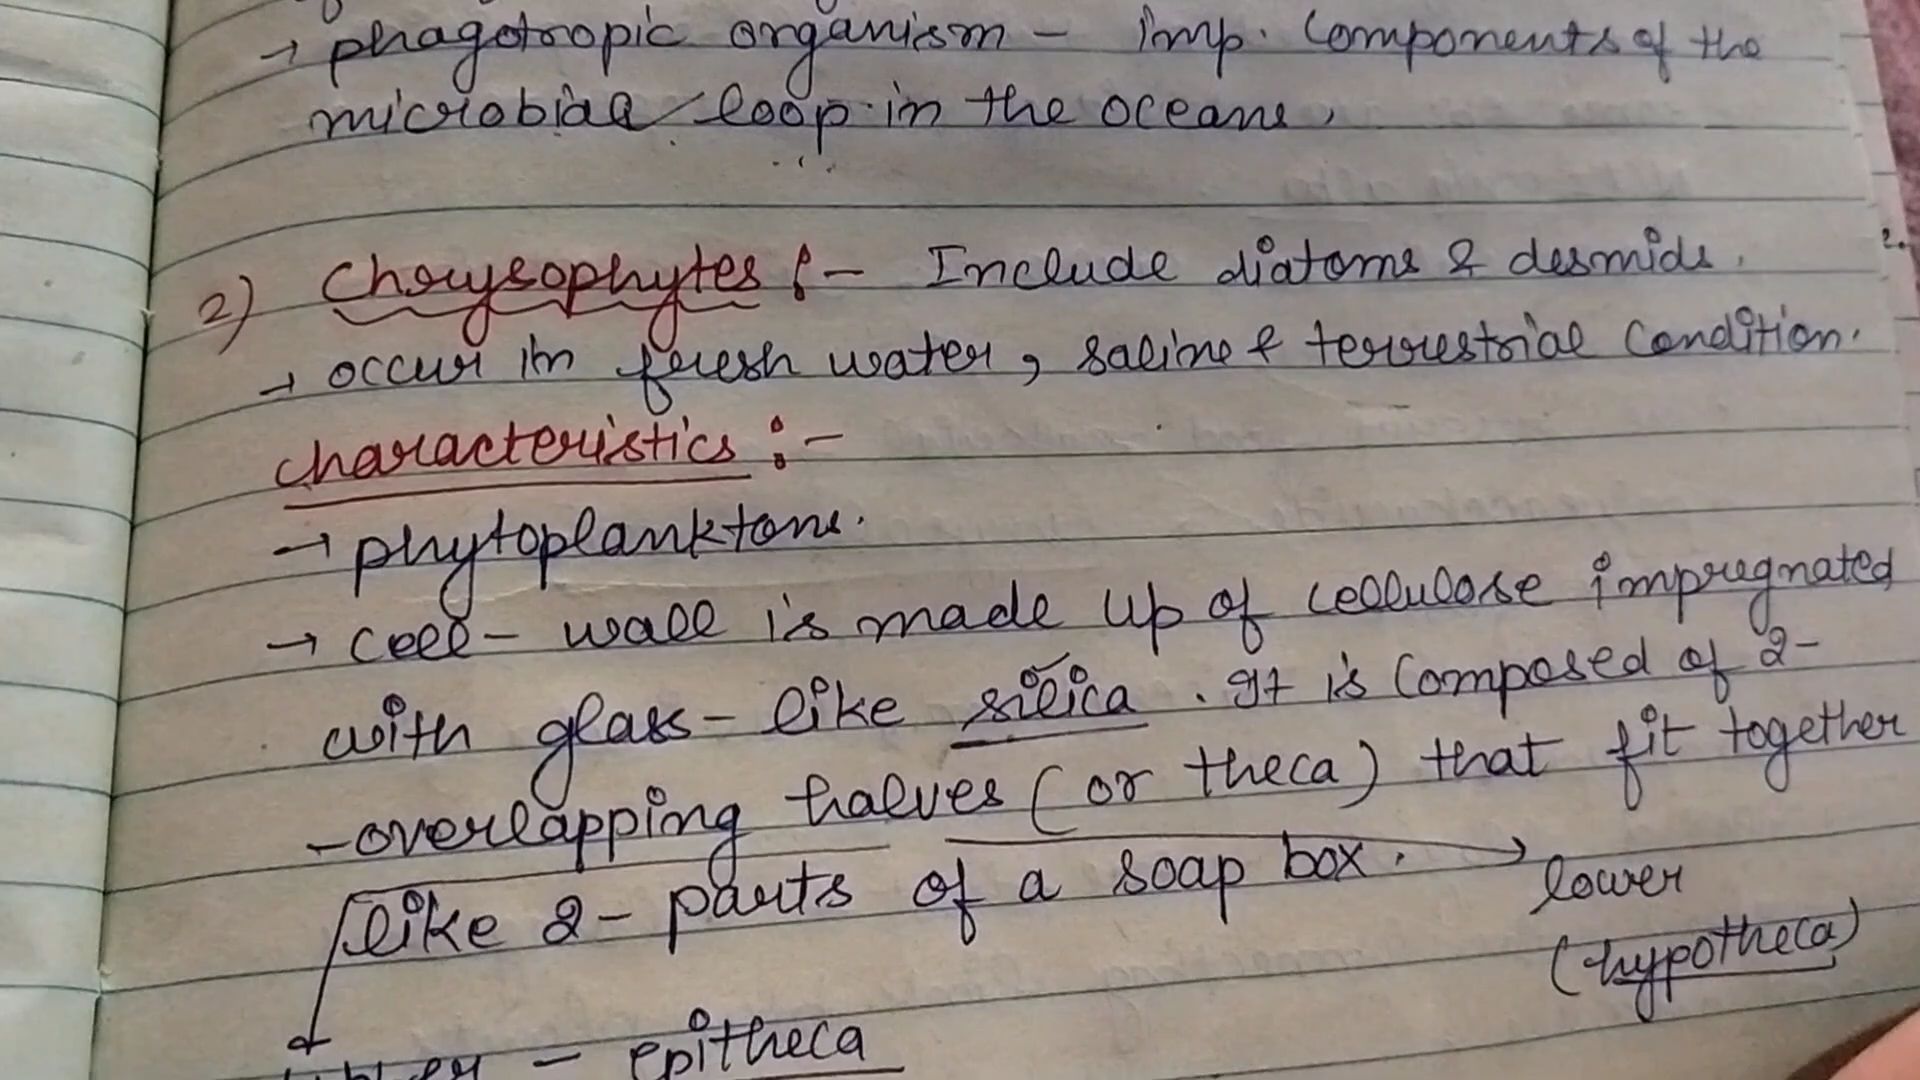 → phagotropic organism - imp. Components of the
microbial loop in the oceans,
2) Chrysophytes :- Include diatoms & desmids.
→ occur in fresh water, saline & terrestrial Condition.
characteristics :-
→ phytoplanktons.
→ cell - wall is made up of cellulose impregnated
with glass-like silica. It is Composed of 2-
-overlapping halves (or theca) that fit together
like 2- parts of a soap box.
lower
(hypotheca)
- epitheca